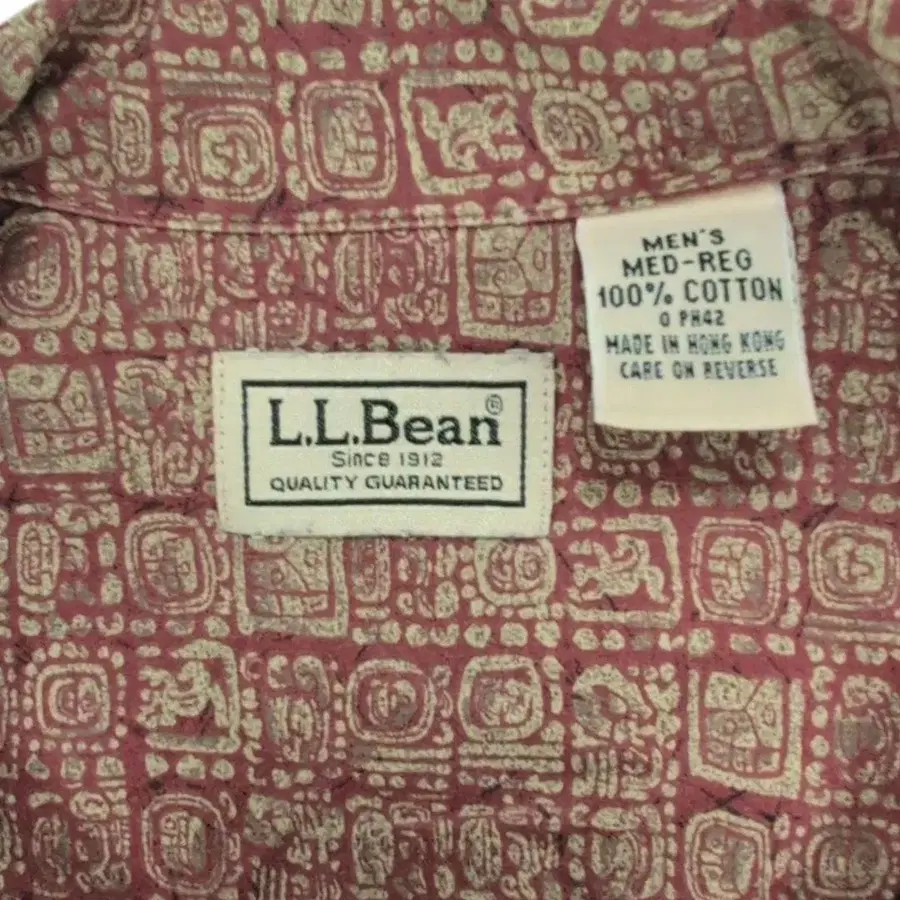 MEN'S
MED-REG
100% COTTON
0 PH42
MADE IN HONG KONG
CARE ON REVERSE
L.L.Bean®
Since 1912
QUALITY GUARANTEED